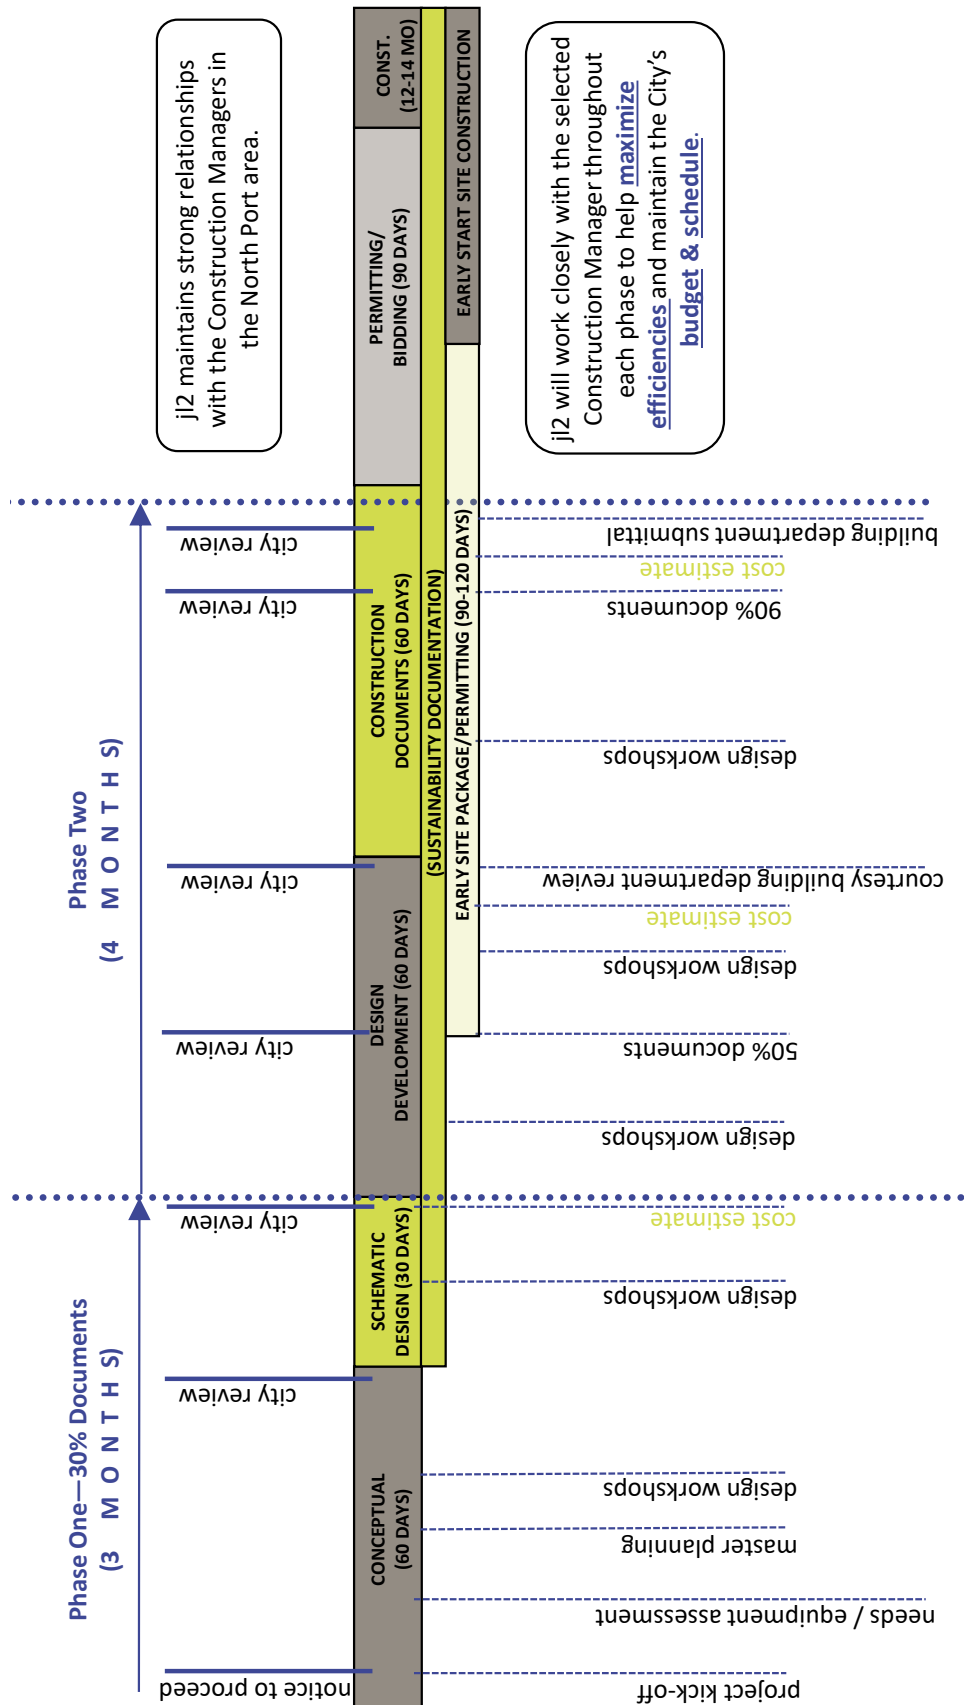 Phase One—30% Documents
(3 MONTHS)
Phase Two
(4 MONTHS)
notice to proceed
city review
city review
city review
city review
city review
city review
jl2 maintains strong relationships
with the Construction Managers in
the North Port area.
CONCEPTUAL
(60 DAYS)
SCHEMATIC
DESIGN (30 DAYS)
DESIGN
DEVELOPMENT (60 DAYS)
CONSTRUCTION
DOCUMENTS (60 DAYS)
PERMITTING/
BIDDING (90 DAYS)
CONST.
(12-14 MO)
(SUSTAINABILITY DOCUMENTATION)
EARLY SITE PACKAGE/PERMITTING (90-120 DAYS)
EARLY START SITE CONSTRUCTION
project kick-off
needs / equipment assessment
master planning
design workshops
design workshops
cost estimate
design workshops
50% documents
design workshops
cost estimate
courtesy building department review
design workshops
90% documents
cost estimate
building department submittal
jl2 will work closely with the selected
Construction Manager throughout
each phase to help maximize
efficiencies and maintain the City's
budget & schedule.